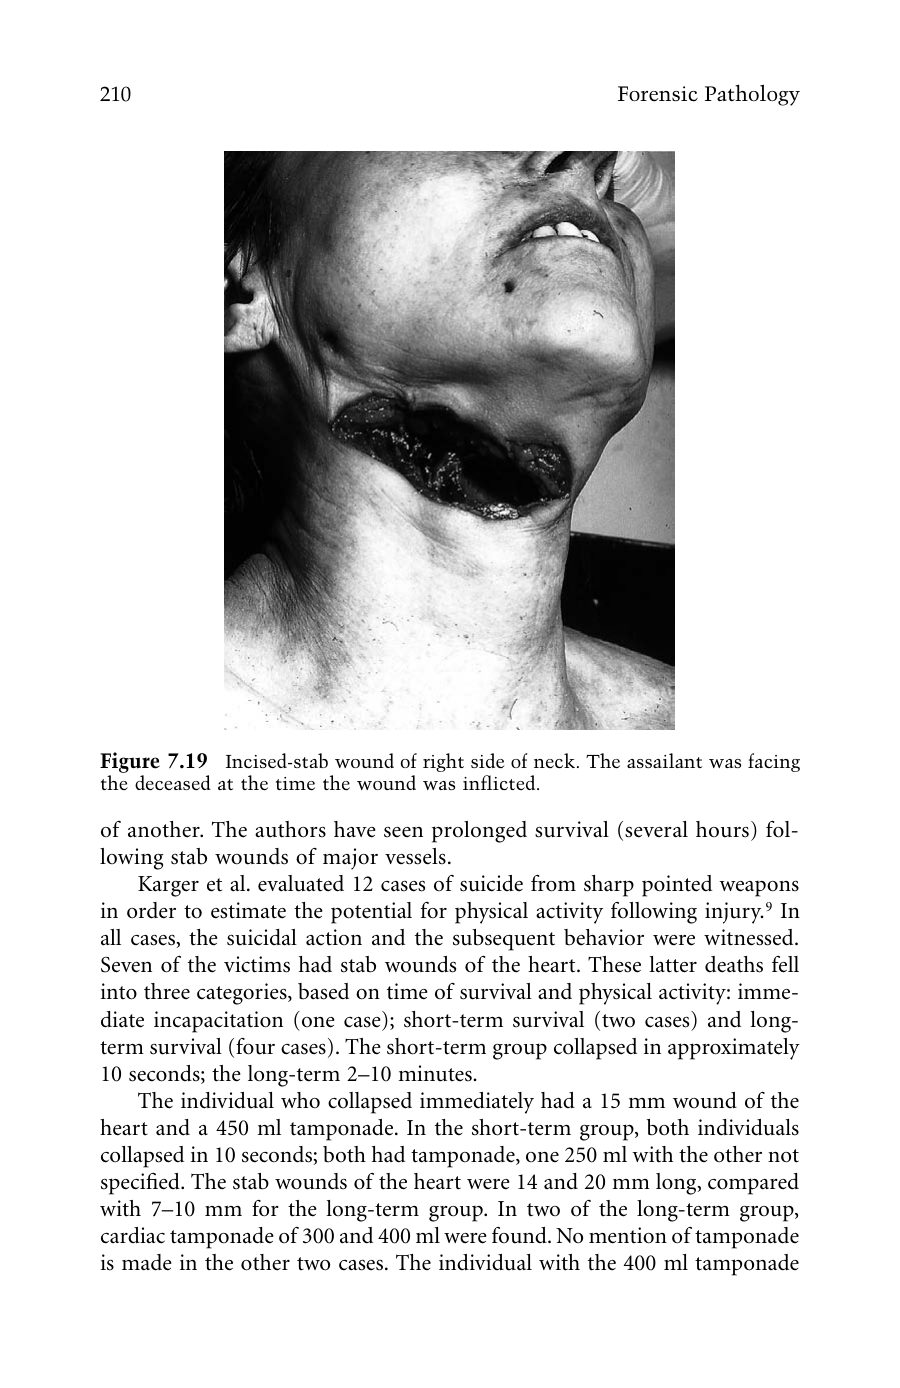 210
Forensic Pathology
Figure 7.19 Incised-stab wound of right side of neck. The assailant was facing
the deceased at the time the wound was inflicted.
of another. The authors have seen prolonged survival (several hours) fol-
lowing stab wounds of major vessels.
Karger et al. evaluated 12 cases of suicide from sharp pointed weapons
in order to estimate the potential for physical activity following injury.⁹ In
all cases, the suicidal action and the subsequent behavior were witnessed.
Seven of the victims had stab wounds of the heart. These latter deaths fell
into three categories, based on time of survival and physical activity: imme-
diate incapacitation (one case); short-term survival (two cases) and long-
term survival (four cases). The short-term group collapsed in approximately
10 seconds; the long-term 2–10 minutes.
The individual who collapsed immediately had a 15 mm wound of the
heart and a 450 ml tamponade. In the short-term group, both individuals
collapsed in 10 seconds; both had tamponade, one 250 ml with the other not
specified. The stab wounds of the heart were 14 and 20 mm long, compared
with 7–10 mm for the long-term group. In two of the long-term group,
cardiac tamponade of 300 and 400 ml were found. No mention of tamponade
is made in the other two cases. The individual with the 400 ml tamponade